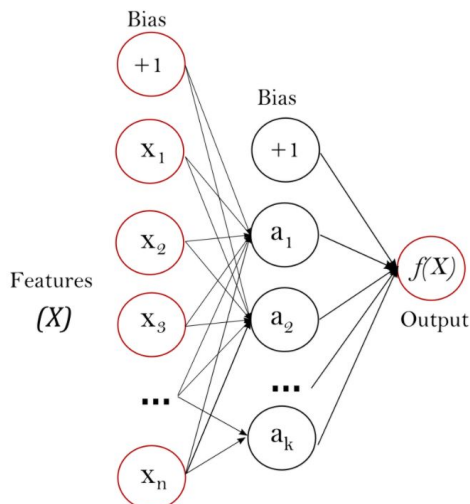 Bias
+1
x1
x2
x3
...
xn
Features
(X)
Bias
+1
a1
a2
...
ak
f(X)
Output